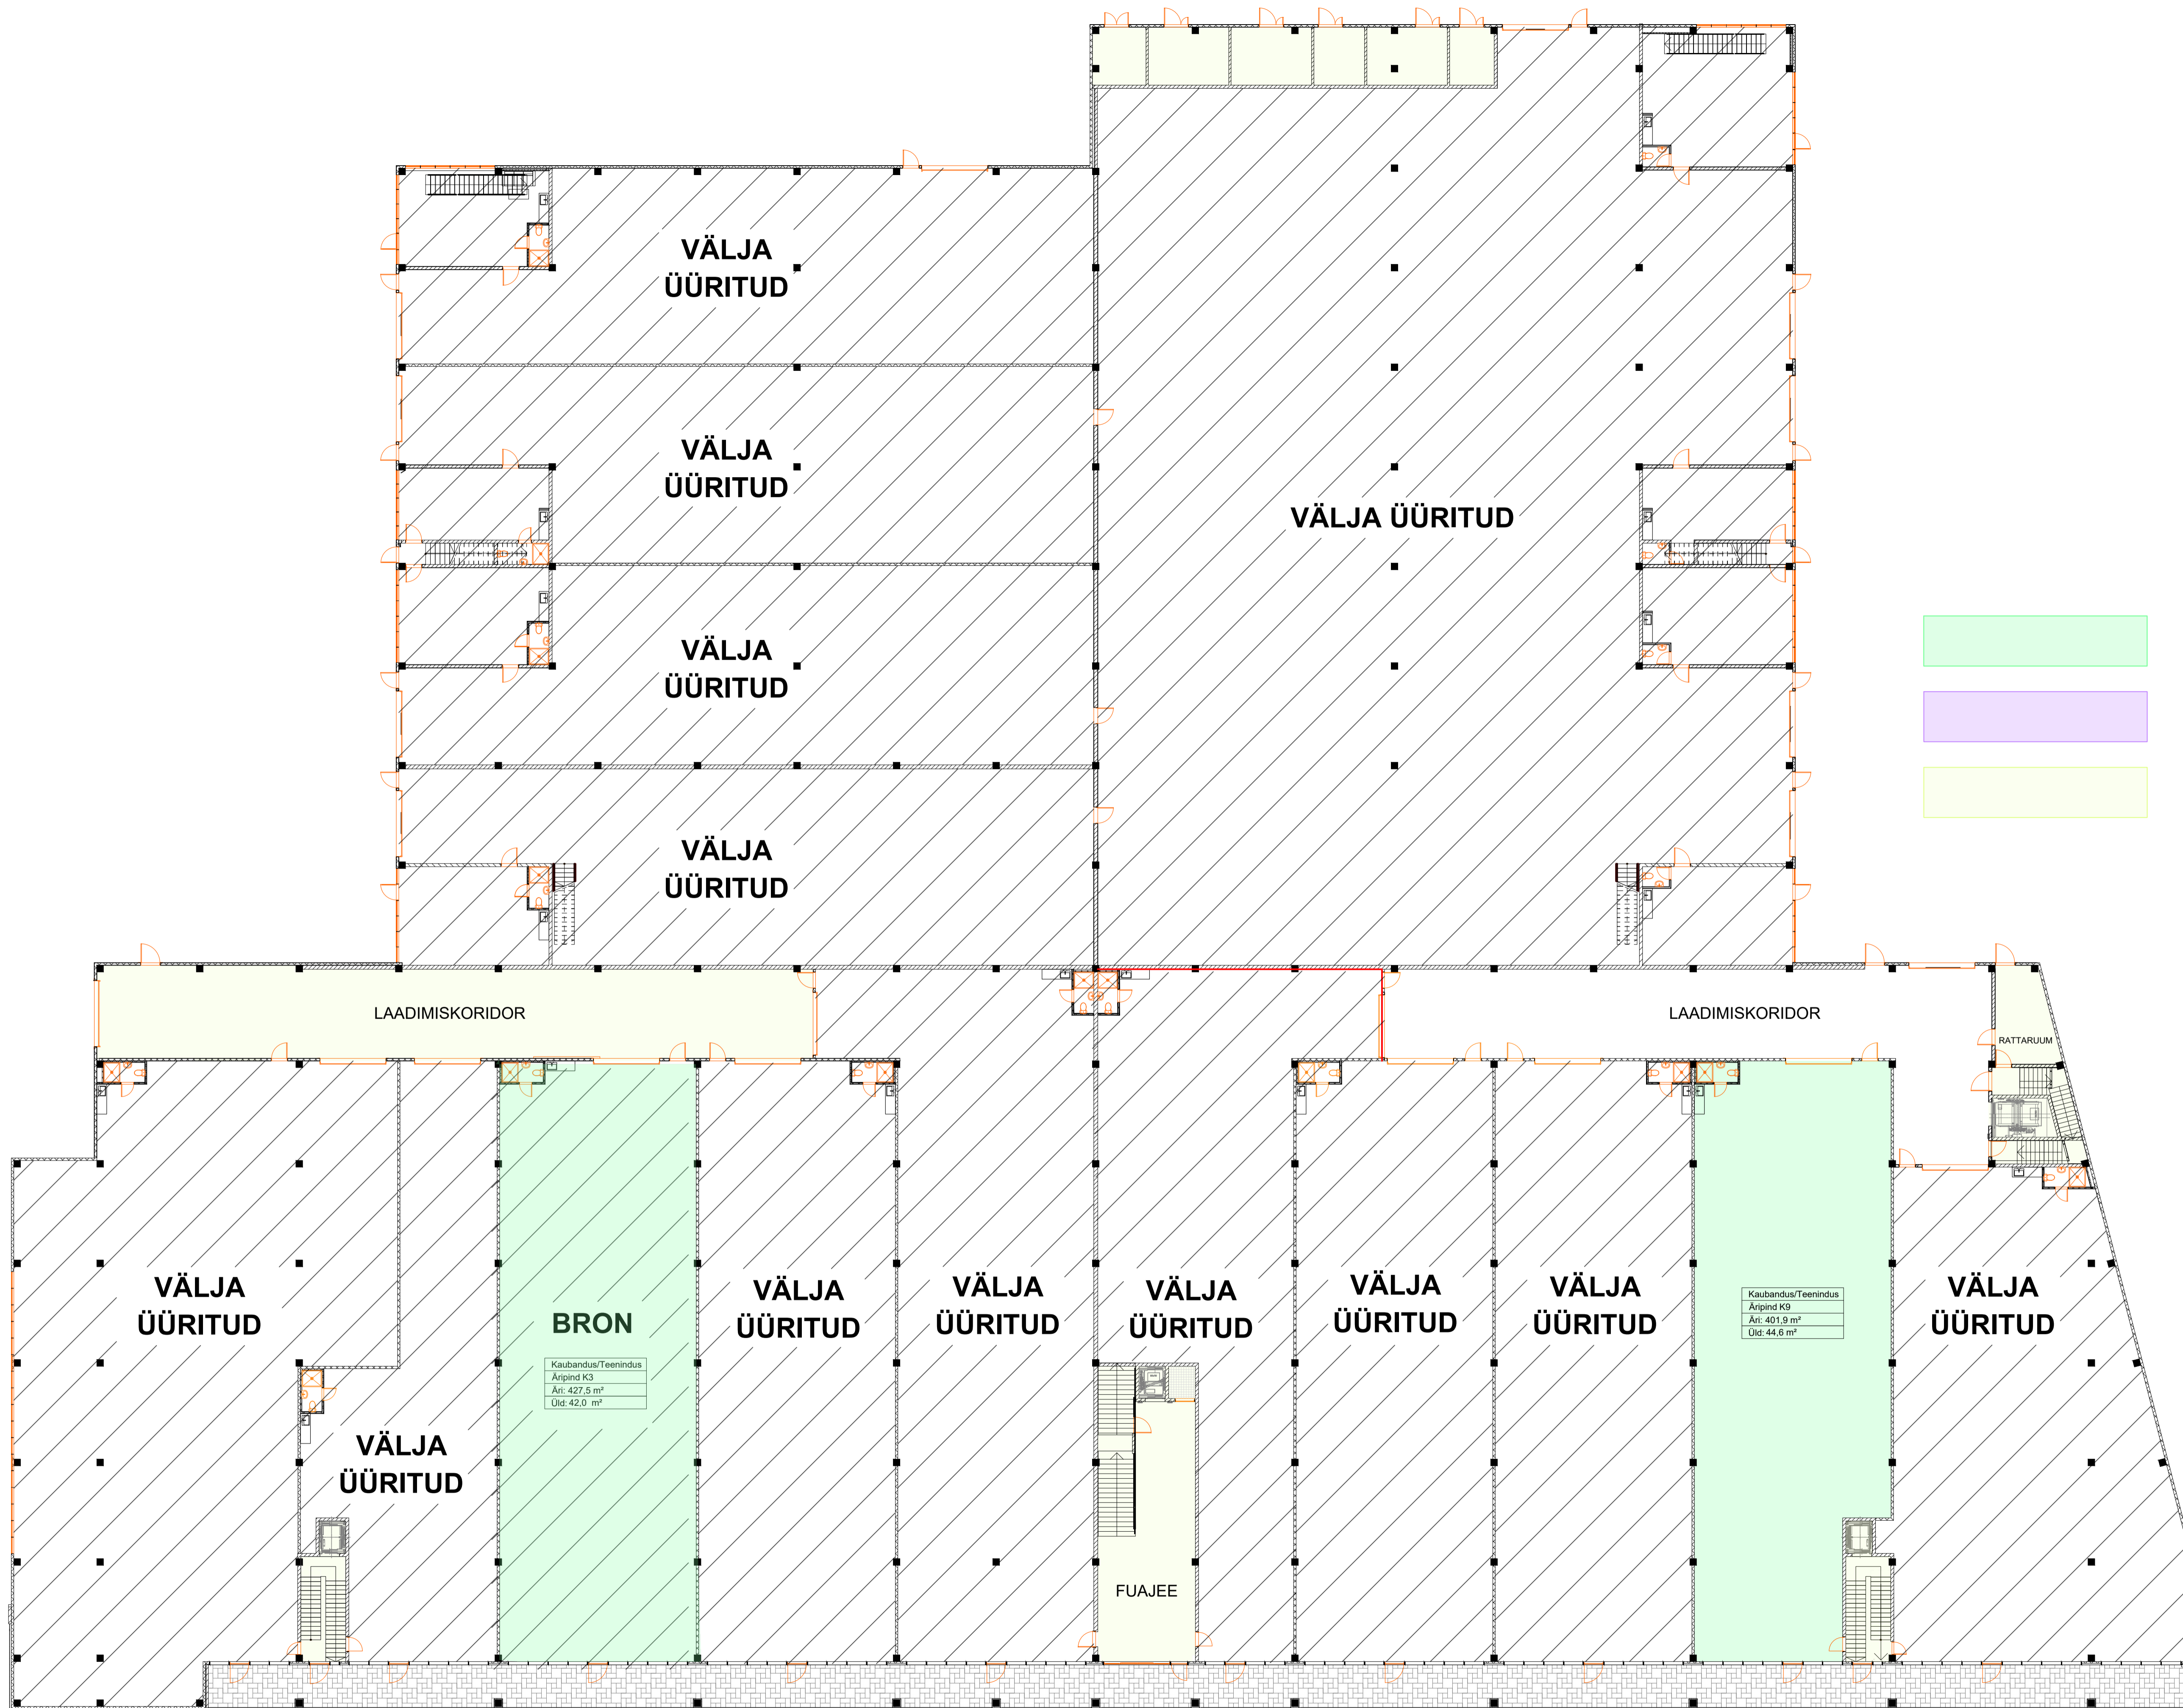 VÄLJA
ÜÜRITUD
VÄLJA
ÜÜRITUD
VÄLJA ÜÜRITUD
VÄLJA
ÜÜRITUD
VÄLJA
ÜÜRITUD
LAADIMISKORIDOR
LAADIMISKORIDOR
RATTARUUM
VÄLJA
ÜÜRITUD
VÄLJA
ÜÜRITUD
BRON
Kaubandus/Teenindus
Äripind K3
Äri: 427,5 m²
Üld: 42,0 m²
VÄLJA
ÜÜRITUD
VÄLJA
ÜÜRITUD
VÄLJA
ÜÜRITUD
VÄLJA
ÜÜRITUD
VÄLJA
ÜÜRITUD
Kaubandus/Teenindus
Äripind K9
Äri: 401,9 m²
Üld: 44,6 m²
VÄLJA
ÜÜRITUD
FUAJEE